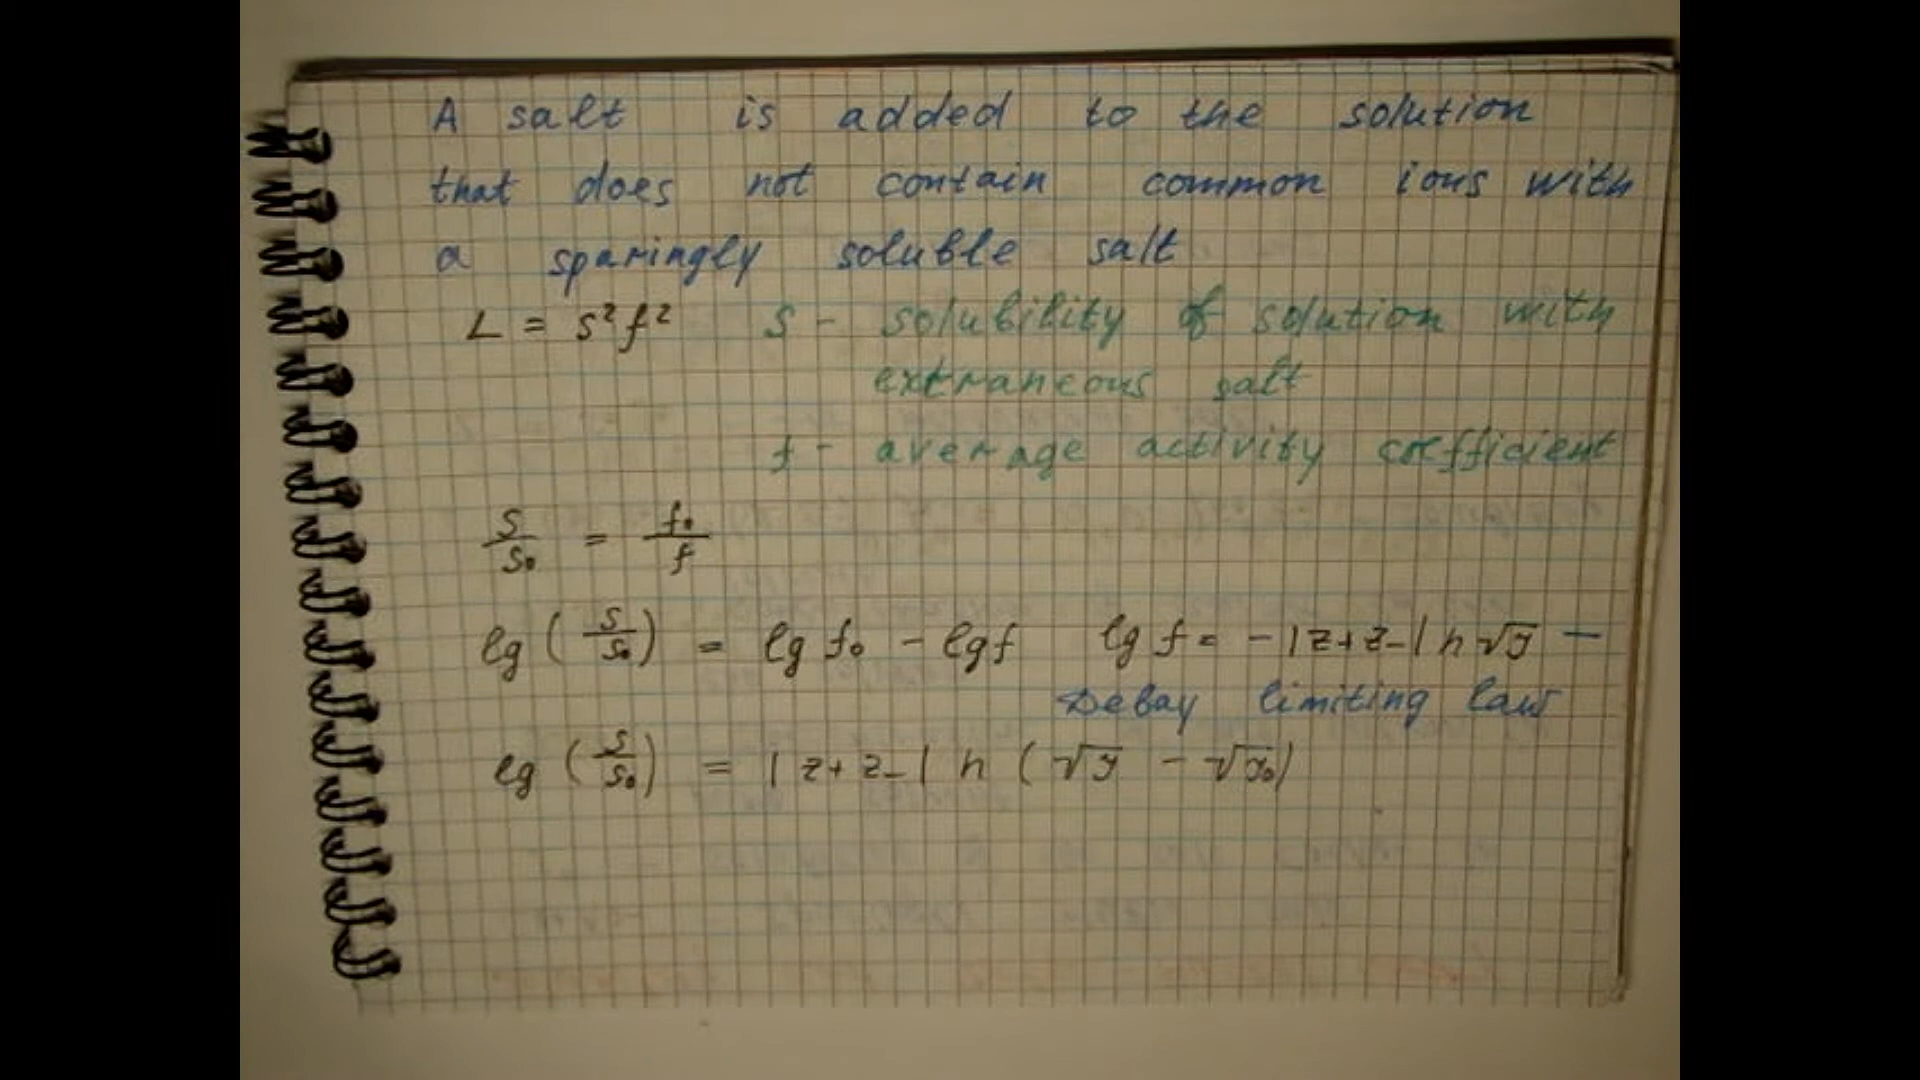 A salt is added to the solution
that does not contain common ions with
a sparingly soluble salt
L = s²f² S - solubility of solution with
extraneous salt
f - average activity coefficient
s/s₀ = f₀/f
lg (s/s₀) = lg f₀ - lg f lg f = - |z+z-| h √y -
Debay limiting law
lg (s/s₀) = |z+z-| h (√y - √y₀)